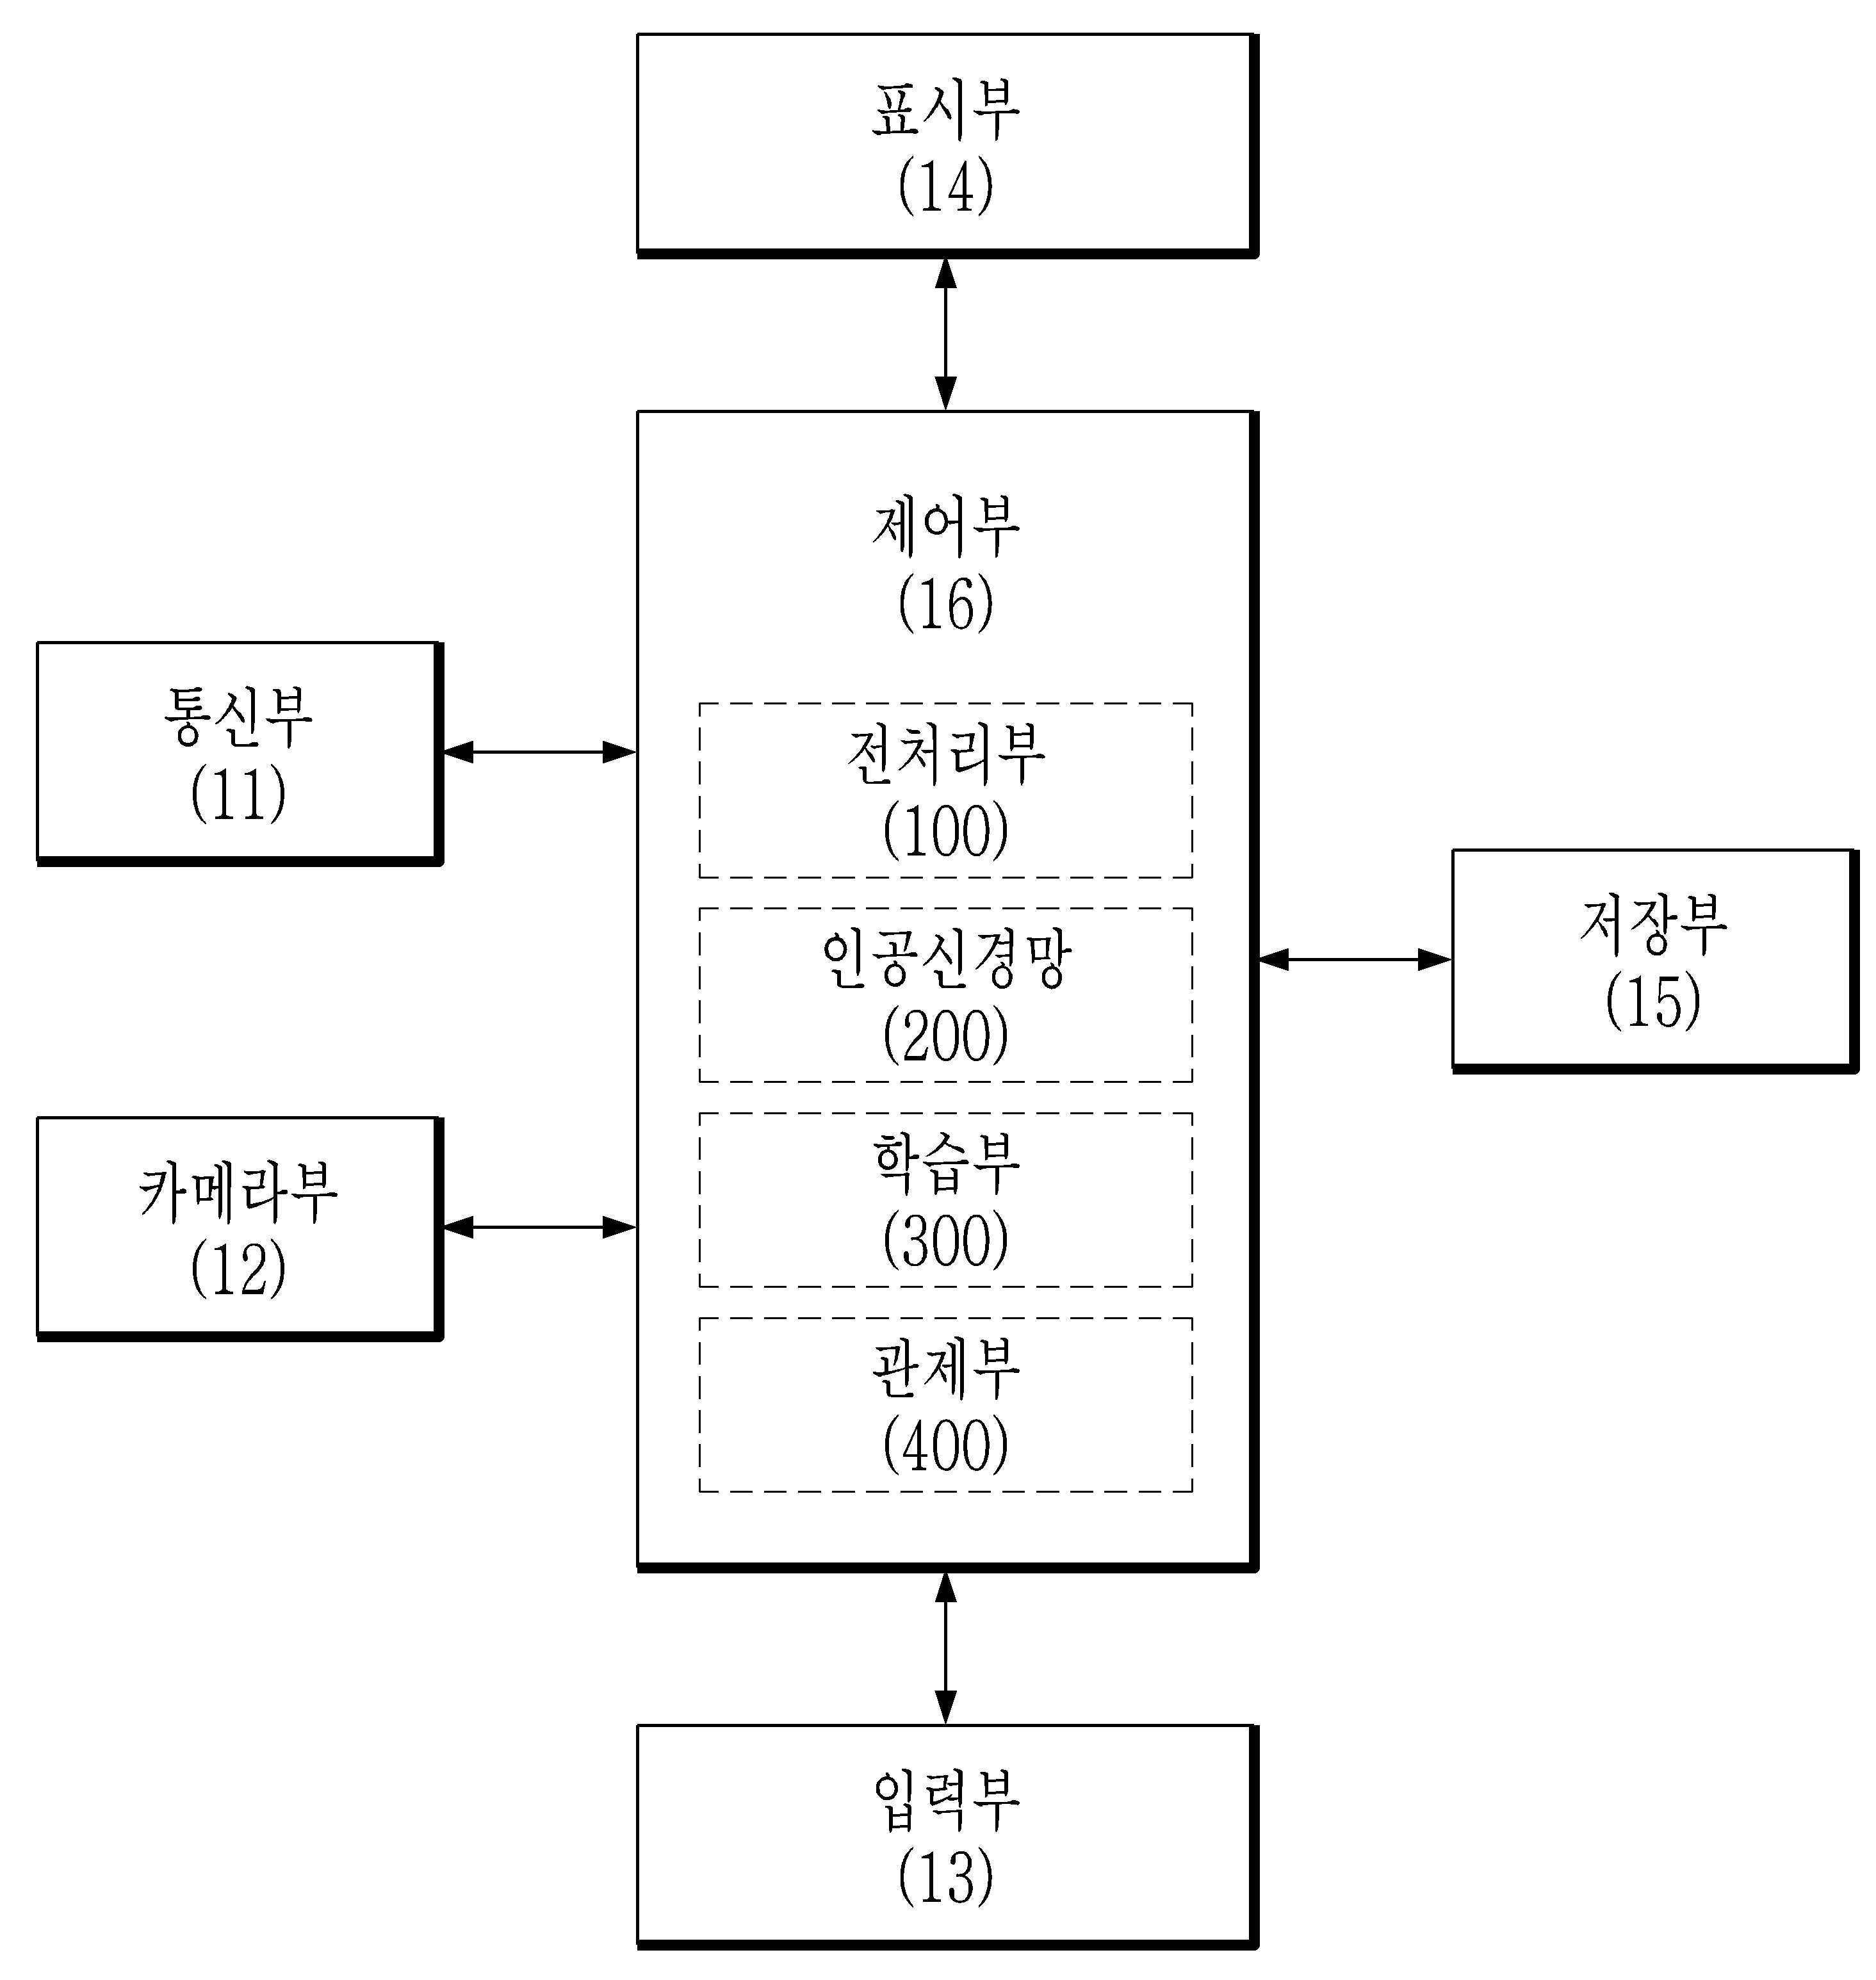 표시부
(14)
제어부
(16)
통신부
(11)
전처리부
(100)
저장부
(15)
인공신경망
(200)
카메라부
(12)
학습부
(300)
관제부
(400)
입력부
(13)